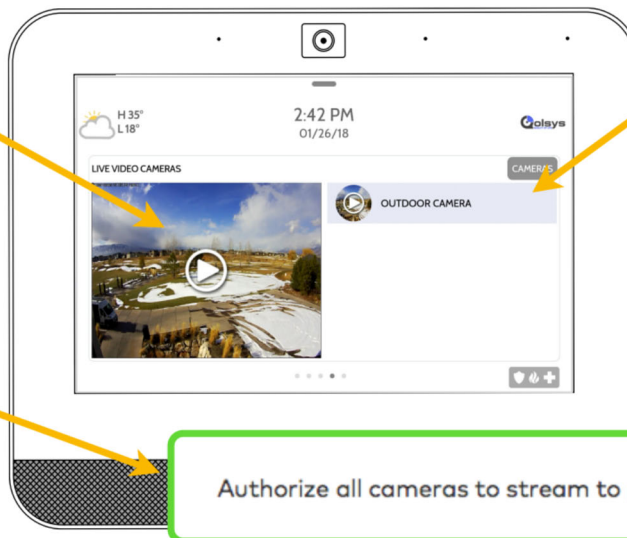 H 35°
L 18°
2:42 PM
01/26/18
Qolsys
LIVE VIDEO CAMERAS
CAMERAS
OUTDOOR CAMERA
Authorize all cameras to stream to